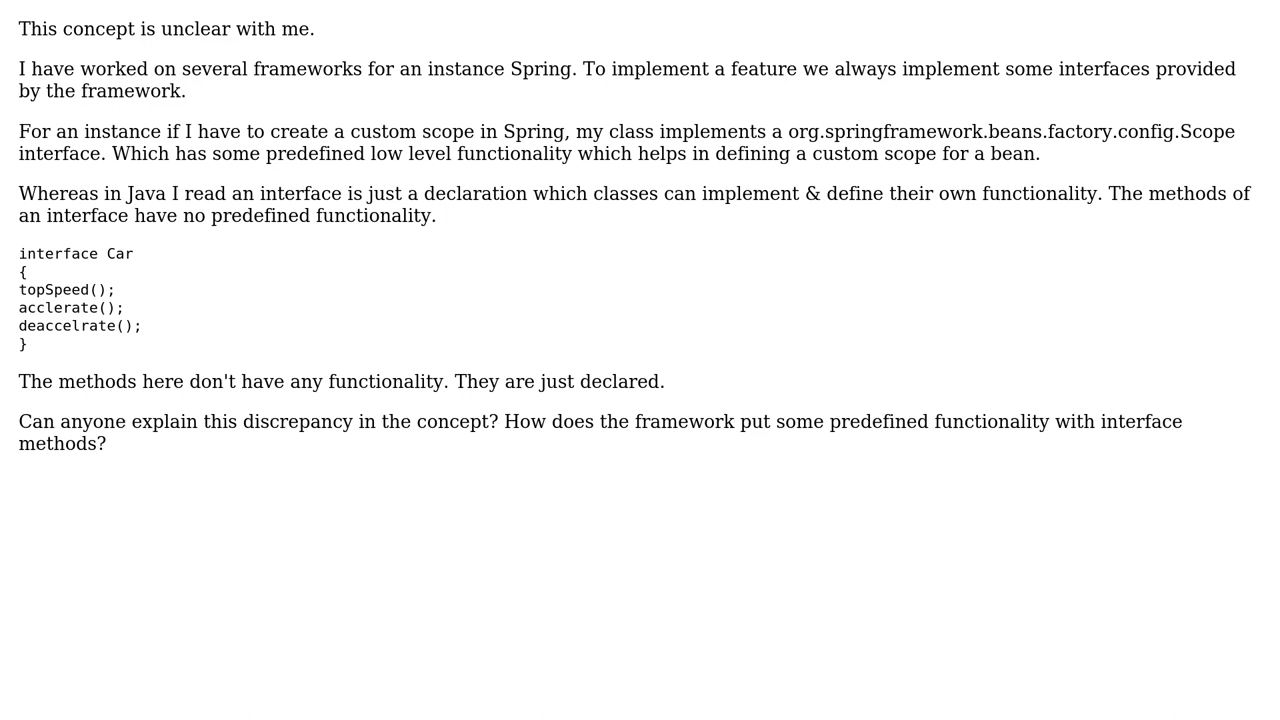 This concept is unclear with me.
I have worked on several frameworks for an instance Spring. To implement a feature we always implement some interfaces provided
by the framework.
For an instance if I have to create a custom scope in Spring, my class implements a org.springframework.beans.factory.config.Scope
interface. Which has some predefined low level functionality which helps in defining a custom scope for a bean.
Whereas in Java I read an interface is just a declaration which classes can implement & define their own functionality. The methods of
an interface have no predefined functionality.
interface Car
{
topSpeed();
acclerate();
deaccelrate();
}
The methods here don't have any functionality. They are just declared.
Can anyone explain this discrepancy in the concept? How does the framework put some predefined functionality with interface
methods?